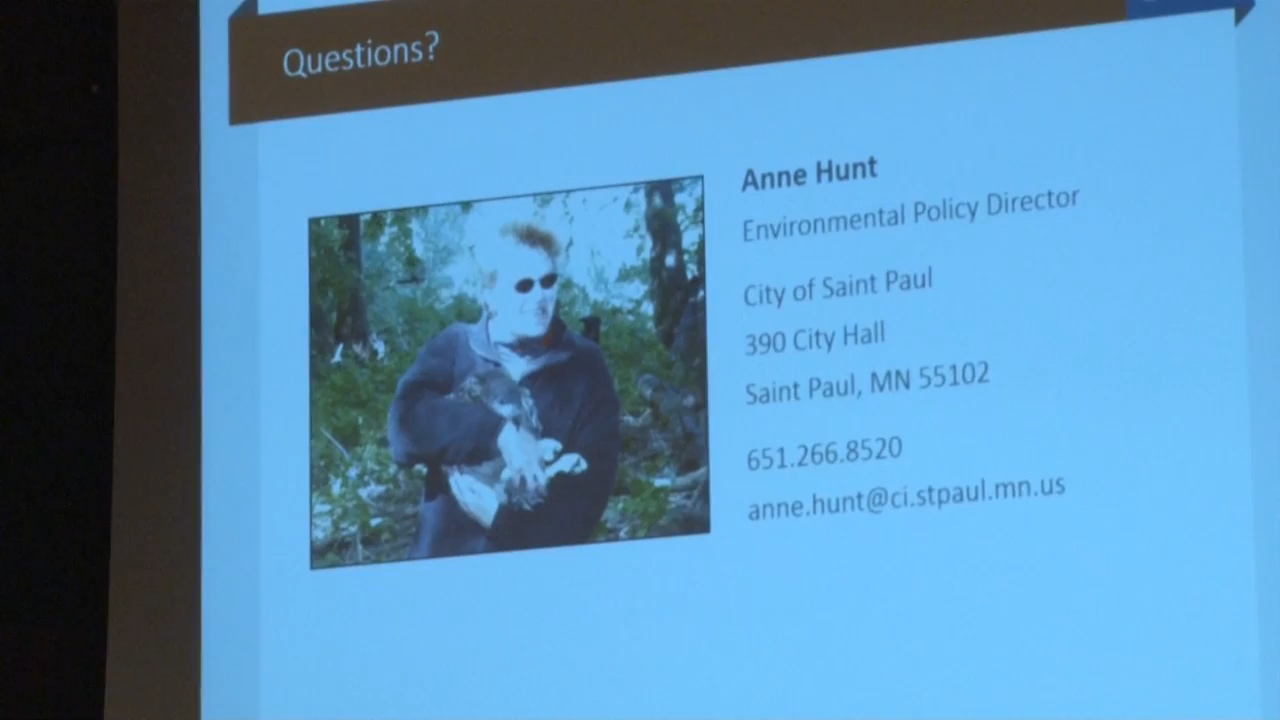 Questions?
Anne Hunt
Environmental Policy Director
City of Saint Paul
390 City Hall
Saint Paul, MN 55102
651.266.8520
anne.hunt@ci.stpaul.mn.us